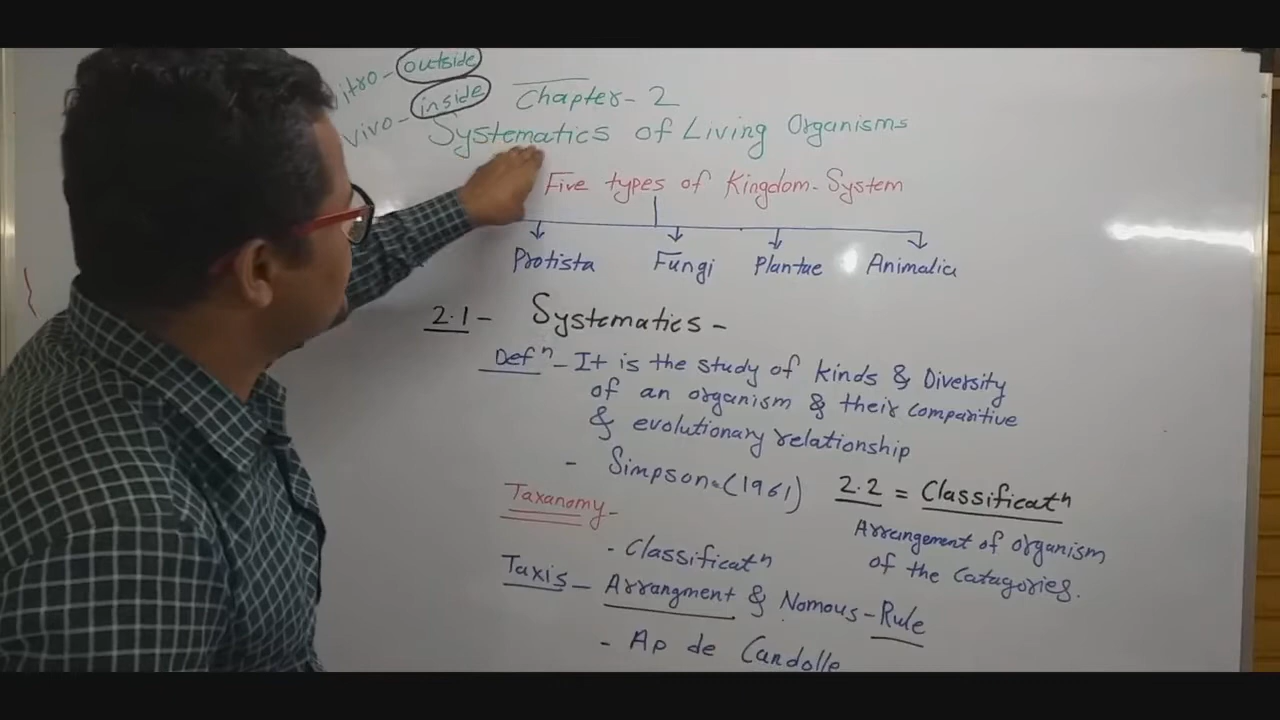 itro - outside
vivo - inside
Chapter - 2
Systematics of Living Organisms
Five types of Kingdom - System
Protista Fungi Plantae Animalia
2.1 - Systematics -
Defⁿ - It is the study of kinds & Diversity
of an organism & their comparitive
& evolutionary relationship
- Simpson (1961)
2.2 = Classificatⁿ
Arrangement of organism
of the Catagories.
Taxanomy -
- Classificatⁿ
Taxis - Arrangment & Nomous - Rule
- Ap de Candolle